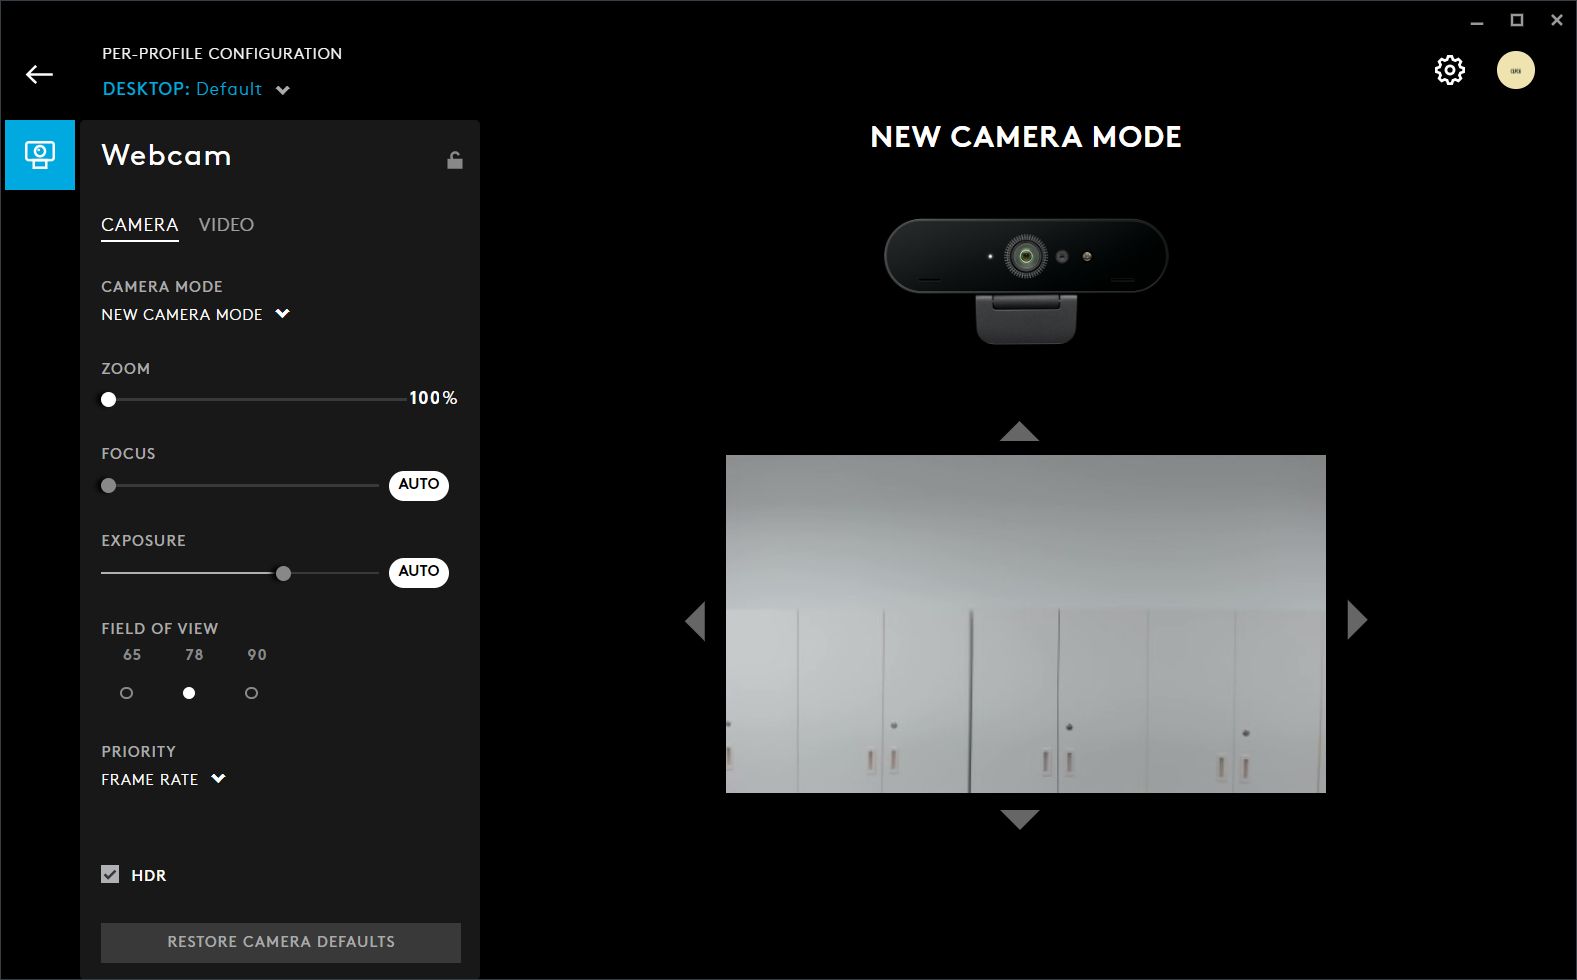 PER-PROFILE CONFIGURATION
DESKTOP: Default
Webcam
CAMERA VIDEO
CAMERA MODE
NEW CAMERA MODE
ZOOM
100%
FOCUS
AUTO
EXPOSURE
AUTO
FIELD OF VIEW
65 78 90
PRIORITY
FRAME RATE
HDR
RESTORE CAMERA DEFAULTS
NEW CAMERA MODE